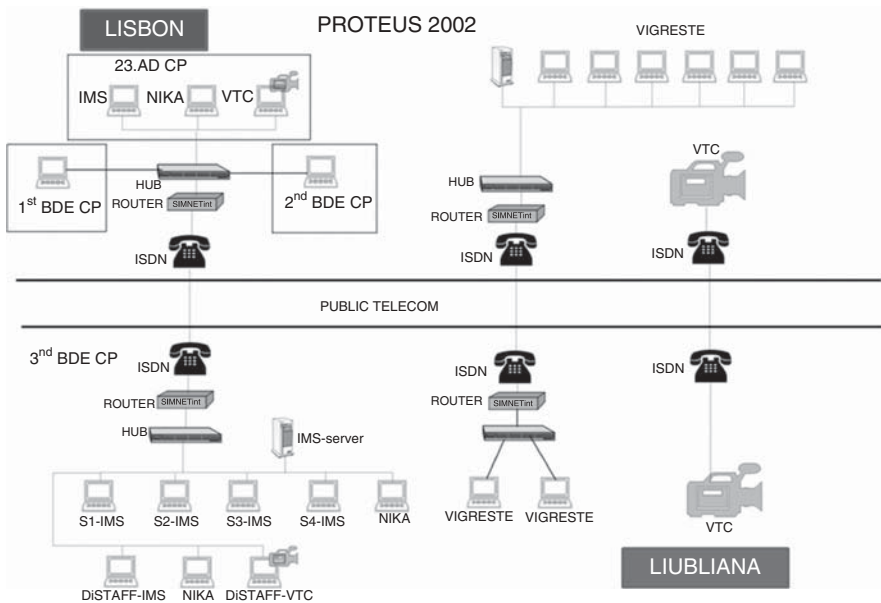 LISBON
PROTEUS 2002
VIGRESTE
23.AD CP
IMS NIKA VTC
1st BDE CP
2nd BDE CP
HUB
ROUTER SIMNETint
ISDN
HUB
ROUTER SIMNETint
ISDN
VTC
ISDN
PUBLIC TELECOM
3nd BDE CP
ISDN
ROUTER SIMNETint
HUB
IMS-server
S1-IMS S2-IMS S3-IMS S4-IMS NIKA
DiSTAFF-IMS NIKA DiSTAFF-VTC
ISDN
ROUTER SIMNETint
VIGRESTE VIGRESTE
ISDN
VTC
LIUBLIANA